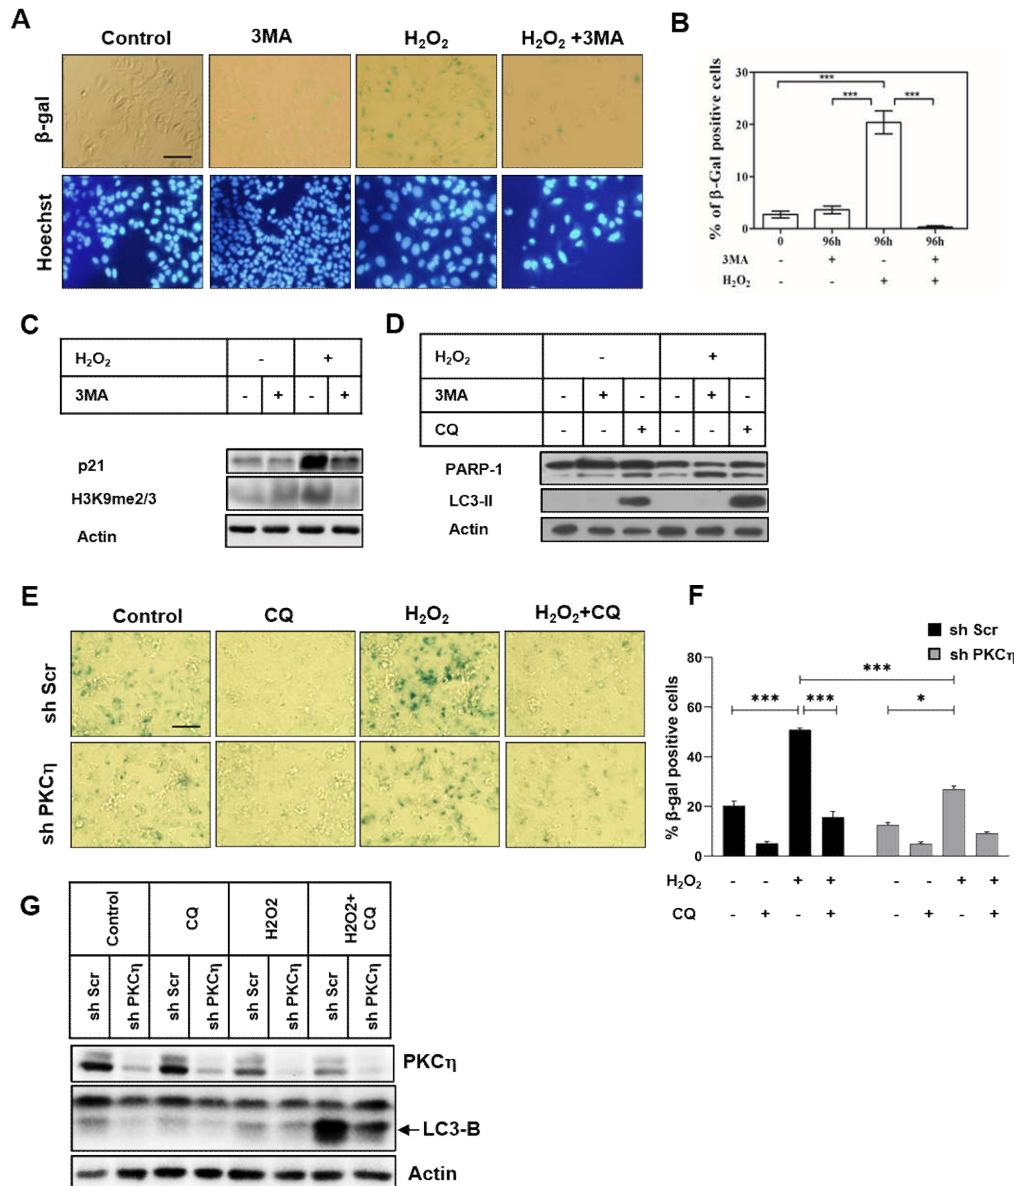 A
Control 3MA H₂O₂ H₂O₂ +3MA
β-gal
Hoechst
B
% of β-Gal positive cells
30
20
10
0
*** *** ***
0 96h 96h 96h
3MA - + - +
H₂O₂ - - + +
C
H₂O₂ - +
3MA - + - +
p21
H3K9me2/3
Actin
D
H₂O₂ - +
3MA - + - - + -
CQ - - + - - +
PARP-1
LC3-II
Actin
E
Control CQ H₂O₂ H₂O₂+CQ
sh Scr
sh PKCη
F
sh Scr
sh PKCη
% β-gal positive cells
80
60
40
20
0
***
*** *** *
H₂O₂ - - + + - - + +
CQ - + - + - + - +
G
Control CQ H2O2 H2O2+ CQ
sh Scr sh PKCη sh Scr sh PKCη sh Scr sh PKCη sh Scr sh PKCη
PKCη
LC3-B
Actin